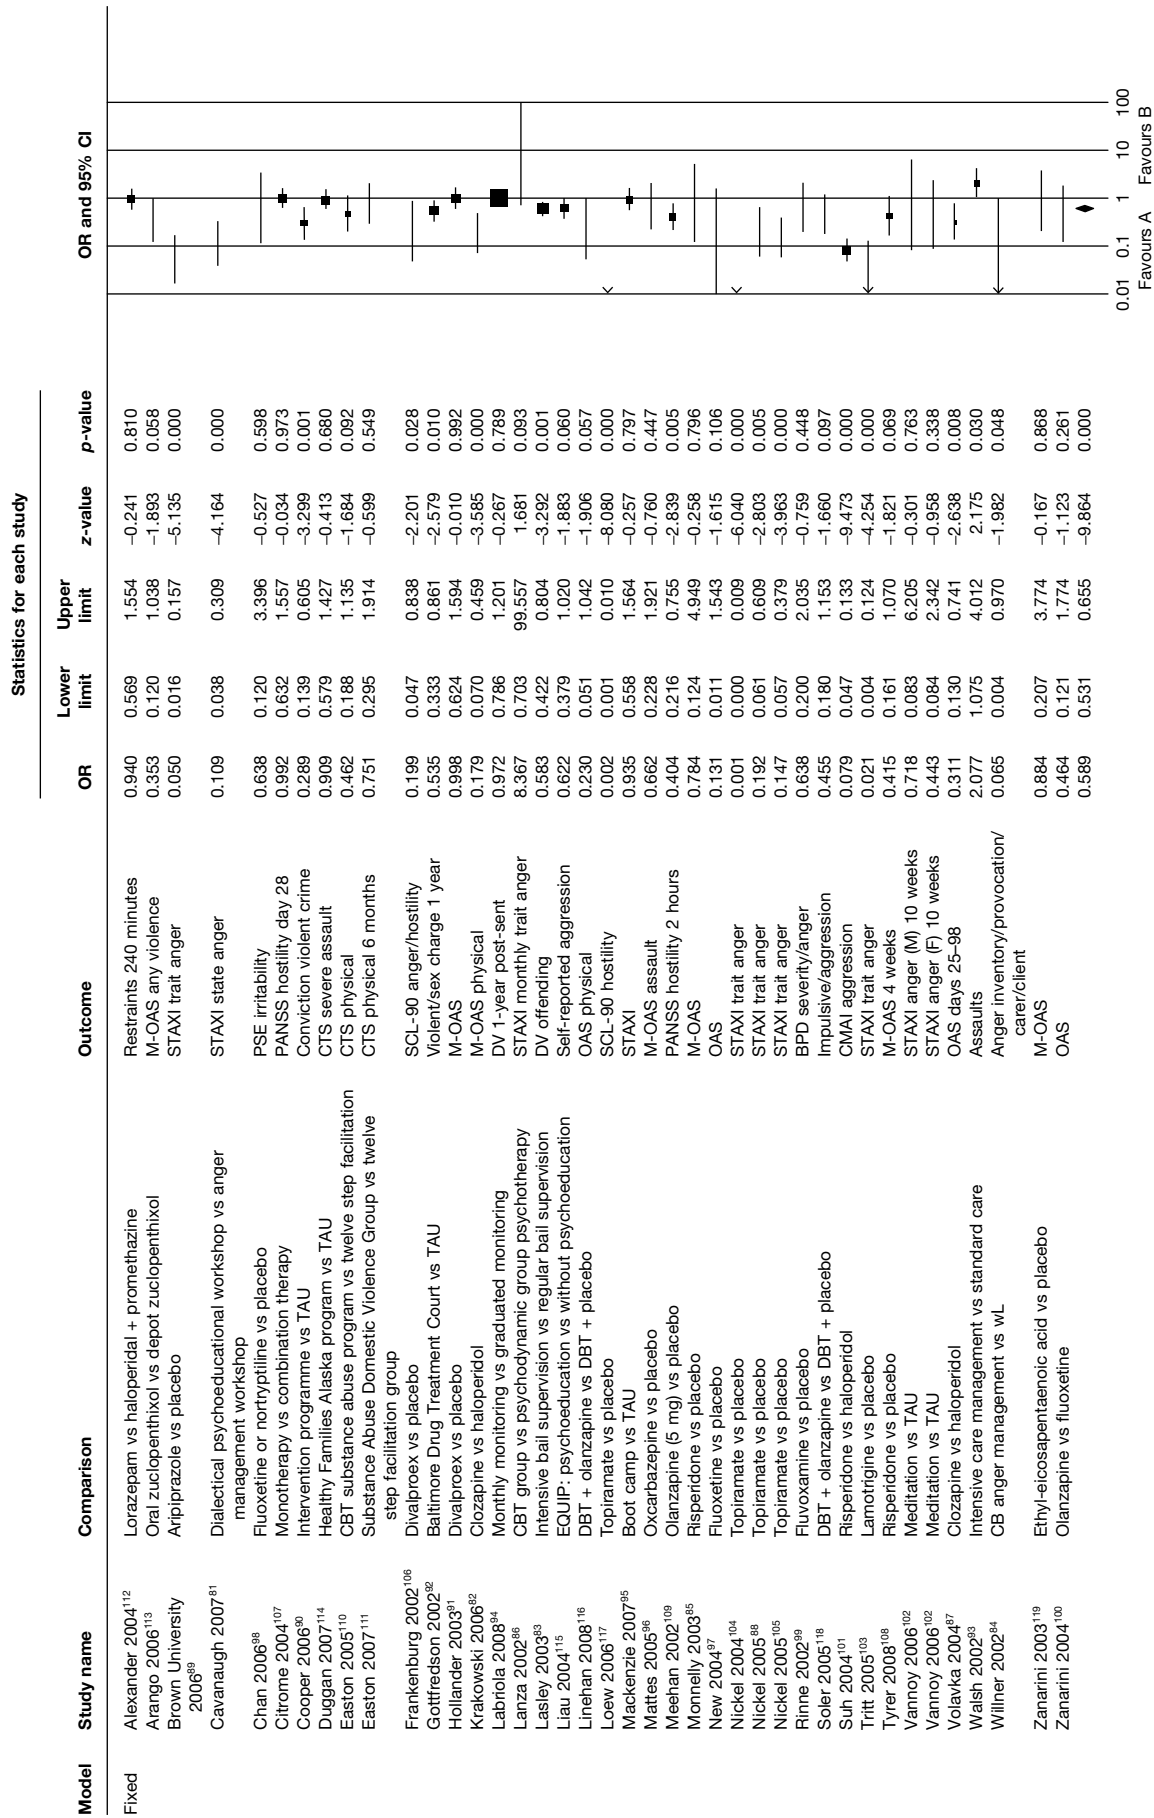 Statistics for each study
Model Study name Comparison Outcome OR Lower limit Upper limit z-value p-value OR and 95% CI
Fixed Alexander 2004¹¹² Lorazepam vs haloperidal + promethazine Restraints 240 minutes 0.940 0.569 1.554 −0.241 0.810
Arango 2006¹¹³ Oral zuclopenthixol vs depot zuclopenthixol M-OAS any violence 0.353 0.120 1.038 −1.893 0.058
Brown University Aripiprazole vs placebo STAXI trait anger 0.050 0.016 0.157 −5.135 0.000
2006⁸⁹
Cavanaugh 2007⁸¹ Dialectical psychoeducational workshop vs anger STAXI state anger 0.109 0.038 0.309 −4.164 0.000
management workshop
Chan 2006⁹⁸ Fluoxetine or nortryptiline vs placebo PSE irritability 0.638 0.120 3.396 −0.527 0.598
Citrome 2004¹⁰⁷ Monotherapy vs combination therapy PANSS hostility day 28 0.992 0.632 1.557 −0.034 0.973
Cooper 2006⁹⁰ Intervention programme vs TAU Conviction violent crime 0.289 0.139 0.605 −3.299 0.001
Duggan 2007¹¹⁴ Healthy Families Alaska program vs TAU CTS severe assault 0.909 0.579 1.427 −0.413 0.680
Easton 2005¹¹⁰ CBT substance abuse program vs twelve step facilitation CTS physical 0.462 0.188 1.135 −1.684 0.092
Easton 2007¹¹¹ Substance Abuse Domestic Violence Group vs twelve CTS physical 6 months 0.751 0.295 1.914 −0.599 0.549
step facilitation group
Frankenburg 2002¹⁰⁶ Divalproex vs placebo SCL-90 anger/hostility 0.199 0.047 0.838 −2.201 0.028
Gottfredson 2002⁹² Baltimore Drug Treatment Court vs TAU Violent/sex charge 1 year 0.535 0.333 0.861 −2.579 0.010
Hollander 2003⁹¹ Divalproex vs placebo M-OAS 0.998 0.624 1.594 −0.010 0.992
Krakowski 2006⁸² Clozapine vs haloperidol M-OAS physical 0.179 0.070 0.459 −3.585 0.000
Labriola 2008⁹⁴ Monthly monitoring vs graduated monitoring DV 1-year post-sent 0.972 0.786 1.201 −0.267 0.789
Lanza 2002⁸⁶ CBT group vs psychodynamic group psychotherapy STAXI monthly trait anger 8.367 0.703 99.557 1.681 0.093
Lasley 2003⁸³ Intensive bail supervision vs regular bail supervision DV offending 0.583 0.422 0.804 −3.292 0.001
Liau 2004¹¹⁵ EQUIP: psychoeducation vs without psychoeducation Self-reported aggression 0.622 0.379 1.020 −1.883 0.060
Linehan 2008¹¹⁶ DBT + olanzapine vs DBT + placebo OAS physical 0.230 0.051 1.042 −1.906 0.057
Loew 2006¹¹⁷ Topiramate vs placebo SCL-90 hostility 0.002 0.001 0.010 −8.080 0.000
Mackenzie 2007⁹⁵ Boot camp vs TAU STAXI 0.935 0.558 1.564 −0.257 0.797
Mattes 2005⁹⁶ Oxcarbazepine vs placebo M-OAS assault 0.662 0.228 1.921 −0.760 0.447
Meehan 2002¹⁰⁹ Olanzapine (5 mg) vs placebo PANSS hostility 2 hours 0.404 0.216 0.755 −2.839 0.005
Monnelly 2003⁸⁵ Risperidone vs placebo M-OAS 0.784 0.124 4.949 −0.258 0.796
New 2004⁹⁷ Fluoxetine vs placebo OAS 0.131 0.011 1.543 −1.615 0.106
Nickel 2004¹⁰⁴ Topiramate vs placebo STAXI trait anger 0.001 0.000 0.009 −6.040 0.000
Nickel 2005⁸⁸ Topiramate vs placebo STAXI trait anger 0.192 0.061 0.609 −2.803 0.005
Nickel 2005¹⁰⁵ Topiramate vs placebo STAXI trait anger 0.147 0.057 0.379 −3.963 0.000
Rinne 2002⁹⁹ Fluvoxamine vs placebo BPD severity/anger 0.638 0.200 2.035 −0.759 0.448
Soler 2005¹¹⁸ DBT + olanzapine vs DBT + placebo Impulsive/aggression 0.455 0.180 1.153 −1.660 0.097
Suh 2004¹⁰¹ Risperidone vs haloperidol CMAI aggression 0.079 0.047 0.133 −9.473 0.000
Tritt 2005¹⁰³ Lamotrigine vs placebo STAXI trait anger 0.021 0.004 0.124 −4.254 0.000
Tyrer 2008¹⁰⁸ Risperidone vs placebo M-OAS 4 weeks 0.415 0.161 1.070 −1.821 0.069
Vannoy 2006¹⁰² Meditation vs TAU STAXI anger (M) 10 weeks 0.718 0.083 6.205 −0.301 0.763
Vannoy 2006¹⁰² Meditation vs TAU STAXI anger (F) 10 weeks 0.443 0.084 2.342 −0.958 0.338
Volavka 2004⁸⁷ Clozapine vs haloperidol OAS days 25–98 0.311 0.130 0.741 −2.638 0.008
Walsh 2002⁹³ Intensive care management vs standard care Assaults 2.077 1.075 4.012 2.175 0.030
Willner 2002⁸⁴ CB anger management vs wL Anger inventory/provocation/ 0.065 0.004 0.970 −1.982 0.048
carer/client
Zanarini 2003¹¹⁹ Ethyl-eicosapentaenoic acid vs placebo M-OAS 0.884 0.207 3.774 −0.167 0.868
Znarini 2004¹⁰⁰ Olanzapine vs fluoxetine OAS 0.464 0.121 1.774 −1.123 0.261
0.589 0.531 0.655 −9.864 0.000
0.01 0.1 1 10 100
Favours A Favours B